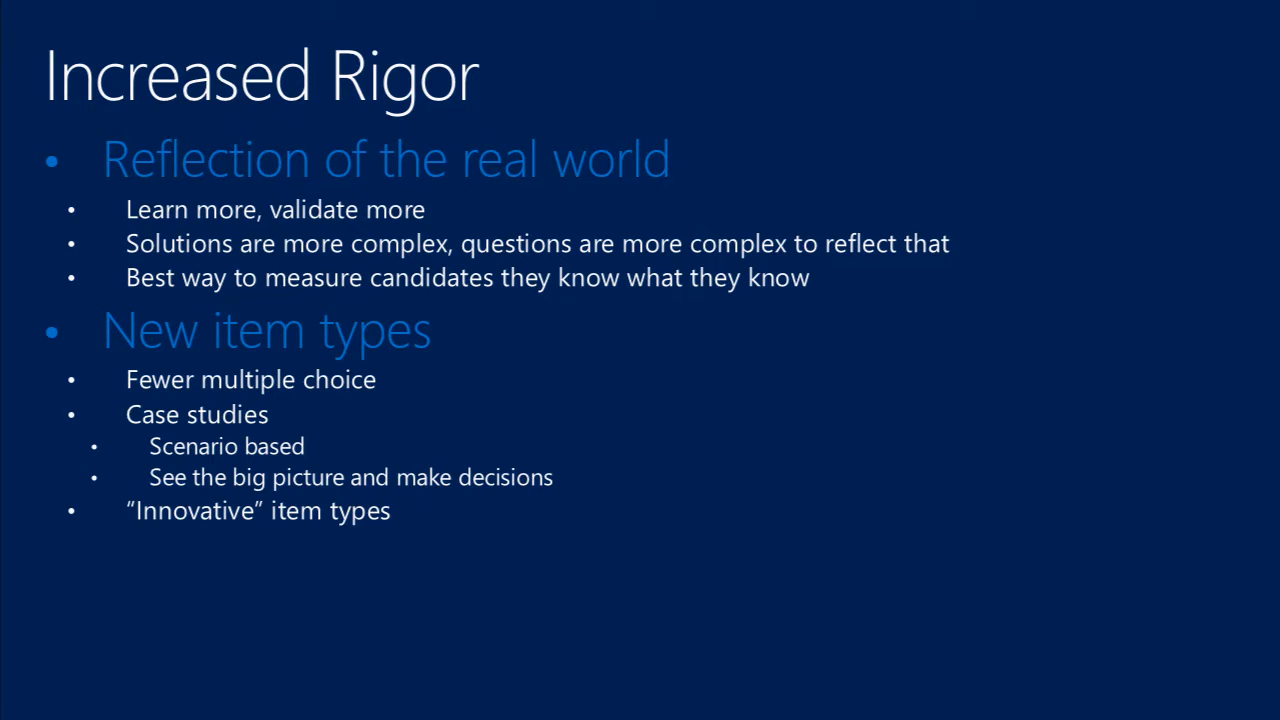 Increased Rigor
• Reflection of the real world
• Learn more, validate more
• Solutions are more complex, questions are more complex to reflect that
• Best way to measure candidates they know what they know
• New item types
• Fewer multiple choice
• Case studies
• Scenario based
• See the big picture and make decisions
• “Innovative” item types